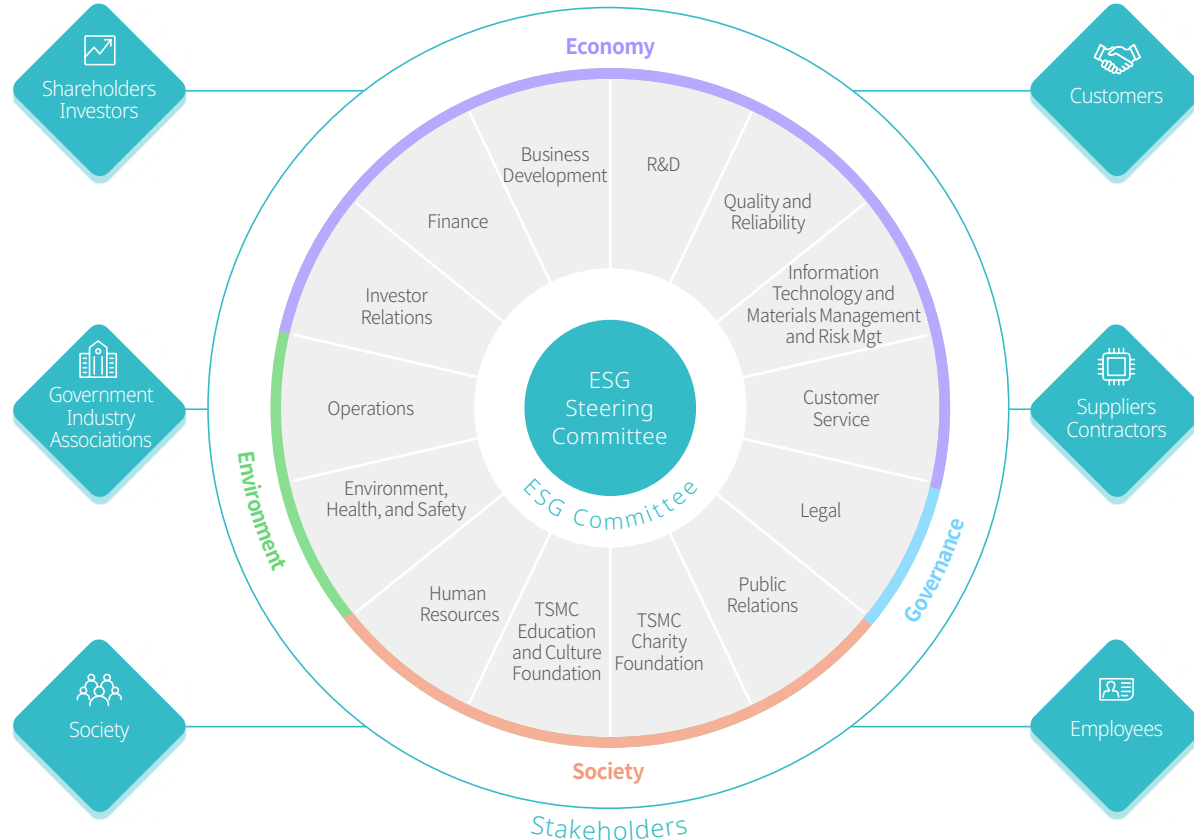 Economy
Shareholders
Investors
Customers
Business
Development
R&D
Quality and
Reliability
Finance
Information
Technology and
Materials Management
and Risk Mgt
Investor
Relations
ESG
Steering
Committee
Operations
Customer
Service
Government
Industry
Associations
Suppliers
Contractors
Environment
Environment,
Health, and Safety
ESG Committee
Legal
Governance
Human
Resources
TSMC
Education
and Culture
Foundation
TSMC
Charity
Foundation
Public
Relations
Society
Employees
Society
Stakeholders